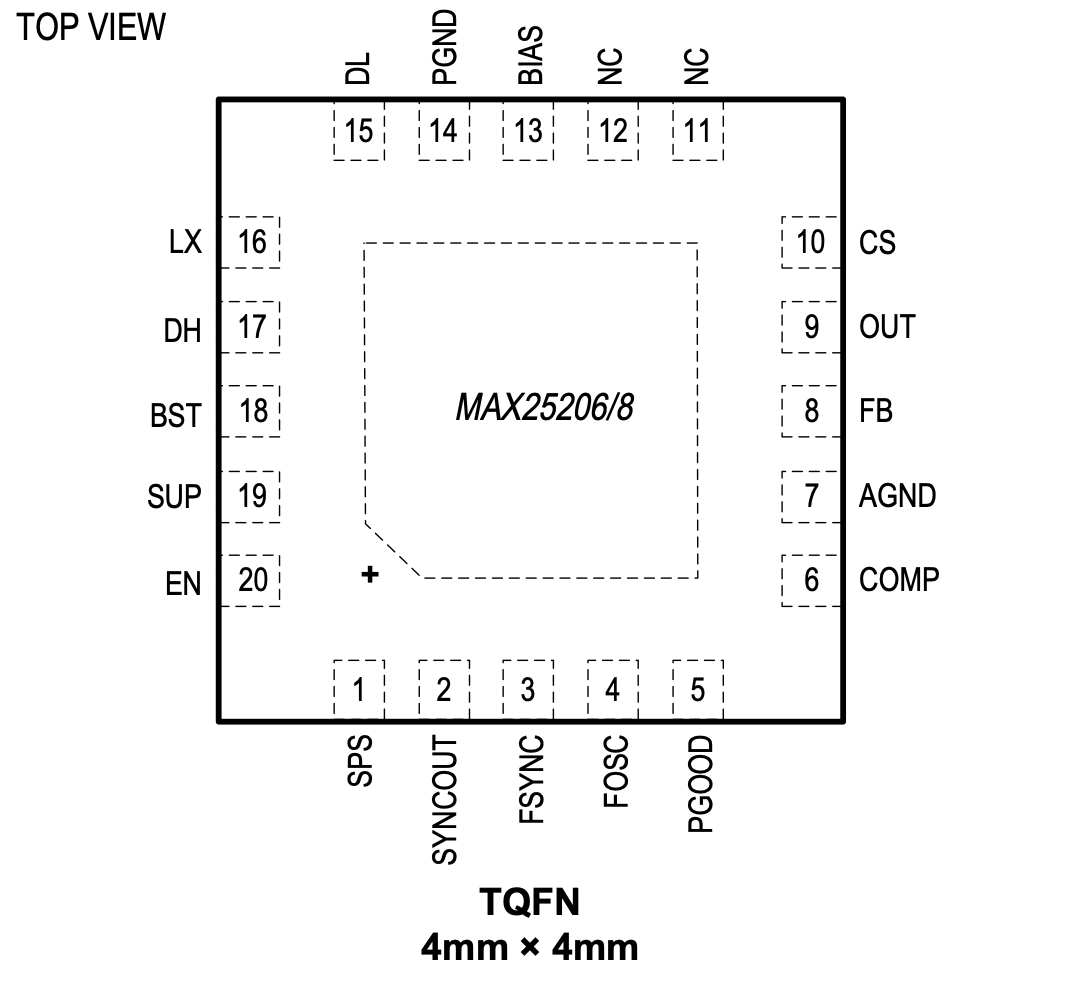 TOP VIEW
DL PGND BIAS NC NC
15 14 13 12 11
LX 16 10 CS
DH 17 9 OUT
BST 18 MAX25206/8 8 FB
SUP 19 7 AGND
EN 20 6 COMP
+
1 2 3 4 5
SPS SYNCOUT FSYNC FOSC PGOOD
TQFN
4mm × 4mm